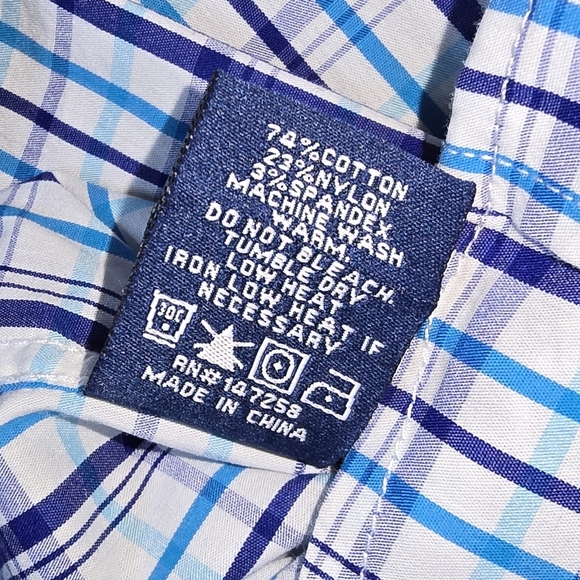 74%COTTON
23%NYLON
3%SPANDEX
MACHINE WASH
WARM,
DO NOT BLEACH.
TUMBLE DRY
LOW HEAT.
IRON LOW HEAT IF
NECESSARY
30C
RN#147258
MADE IN CHINA